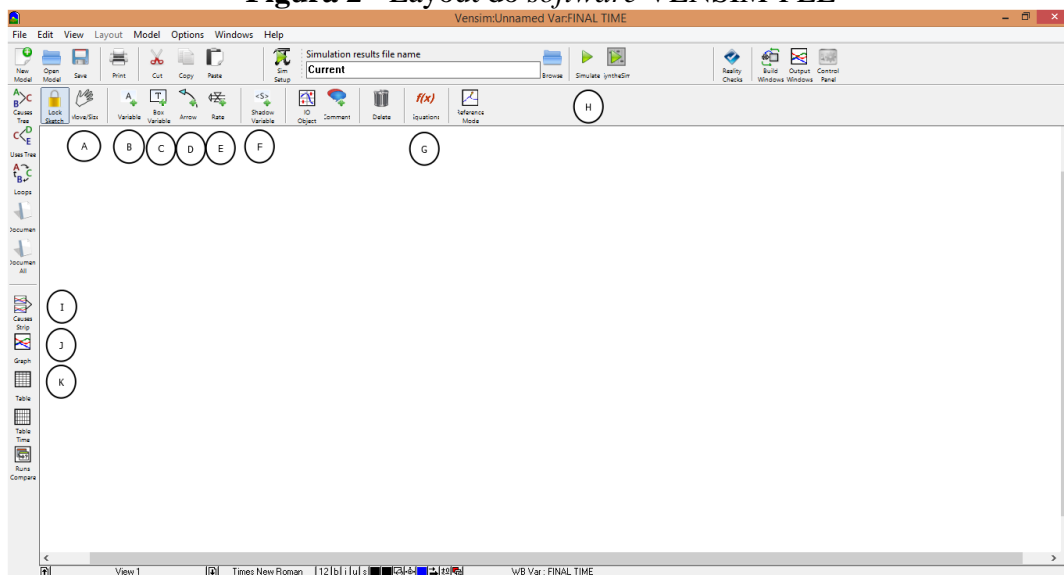 Figura 2 - Layout do software VENSIM PLE
Vensim:Unnamed Var:FINAL TIME
File Edit View Layout Model Options Windows Help
New Model
Open Model
Save
Print
Cut
Copy
Paste
Sim Setup
Simulation results file name
Current
Browse
Simulate
SyntheSim
Reality Checks
Build Windows
Output Windows
Control Panel
Causes Tree
Lock Sketch
Move/Size
Variable
Box Variable
Arrow
Rate
<S>
Shadow Variable
IO Object
Comment
Delete
f(x)
Equations
Reference Mode
H
A B C D E F G
Uses Tree
Loops
Documen
Documen All
I
Causes Strip
J
Graph
K
Table
Table Time
Runs Compare
View 1
Times New Roman 12 b i u s
WB Var : FINAL TIME